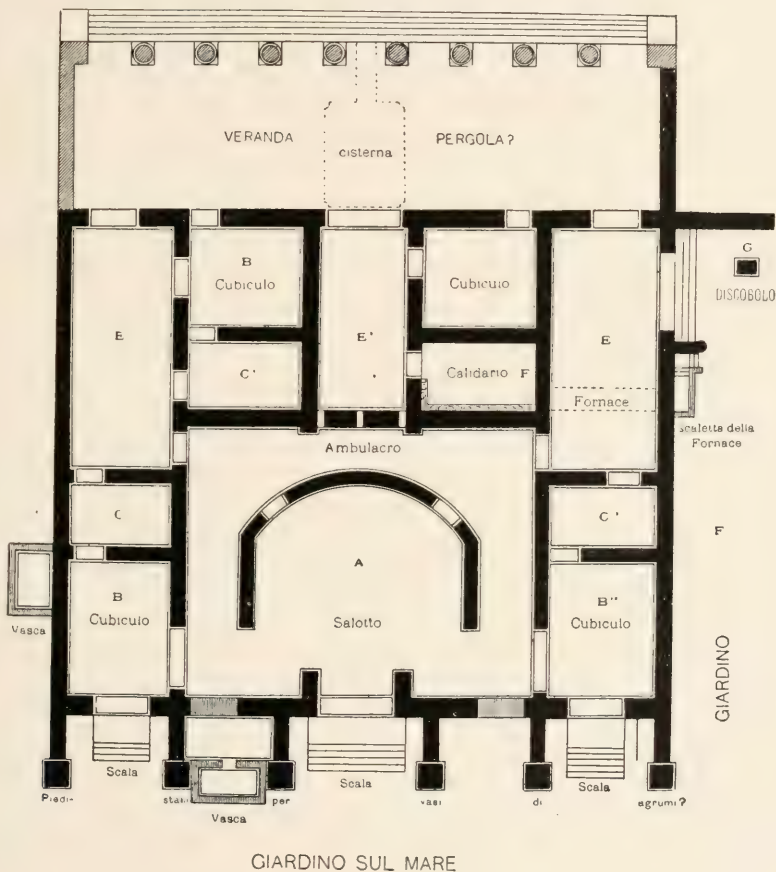 VERANDA PERGOLA?
cisterna
G
DISCOBOLO
B
Cubiculo
Cubiculo
E
C'
E'
Calidario F
E
Fornace
Scaletta della
Fornace
Ambulacro
C
A
C'
F
B
Cubiculo
Salotto
B"
Cubiculo
Vasca
GIARDINO
Scala
Scala
Scala
Piedi- stalli per vasi di agrumi?
Vasca
GIARDINO SUL MARE